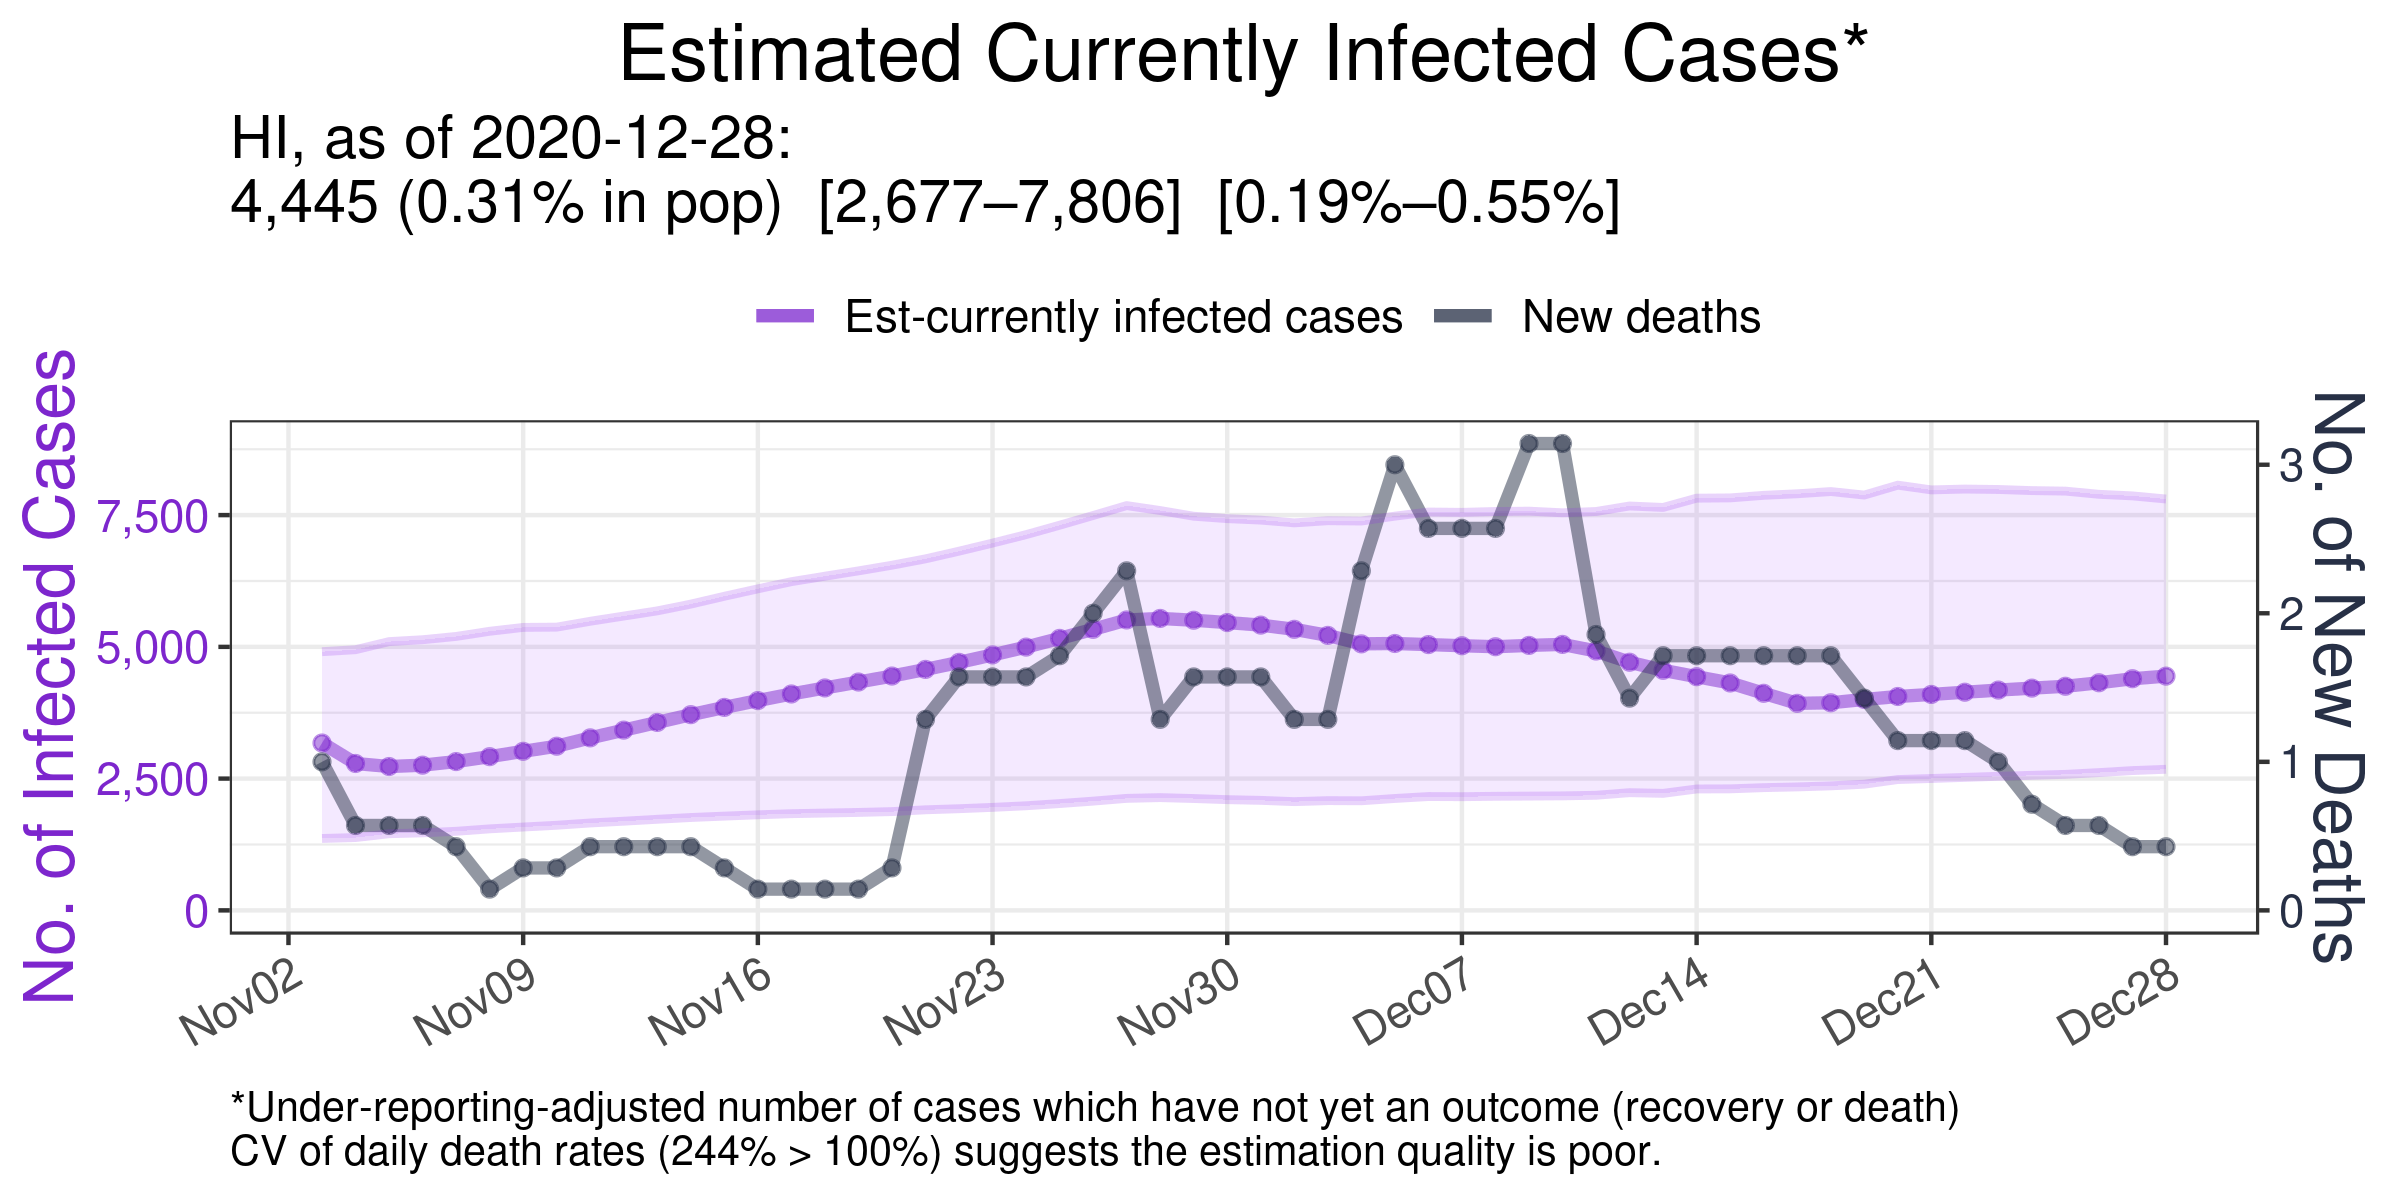 Estimated Currently Infected Cases*
HI, as of 2020-12-28:
4,445 (0.31% in pop)  [2,677–7,806]  [0.19%–0.55%]
Est-currently infected cases
New deaths
No. of Infected Cases
7,500
5,000
2,500
0
3
2
1
0
No. of New Deaths
Nov02
Nov09
Nov16
Nov23
Nov30
Dec07
Dec14
Dec21
Dec28
*Under-reporting-adjusted number of cases which have not yet an outcome (recovery or death)
CV of daily death rates (244% > 100%) suggests the estimation quality is poor.